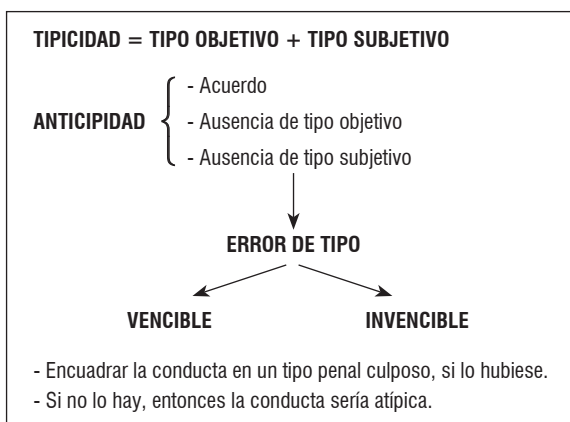 TIPICIDAD = TIPO OBJETIVO + TIPO SUBJETIVO
- Acuerdo
ANTICIPIDAD { - Ausencia de tipo objetivo
- Ausencia de tipo subjetivo
ERROR DE TIPO
VENCIBLE INVENCIBLE
- Encuadrar la conducta en un tipo penal culposo, si lo hubiese.
- Si no lo hay, entonces la conducta sería atípica.